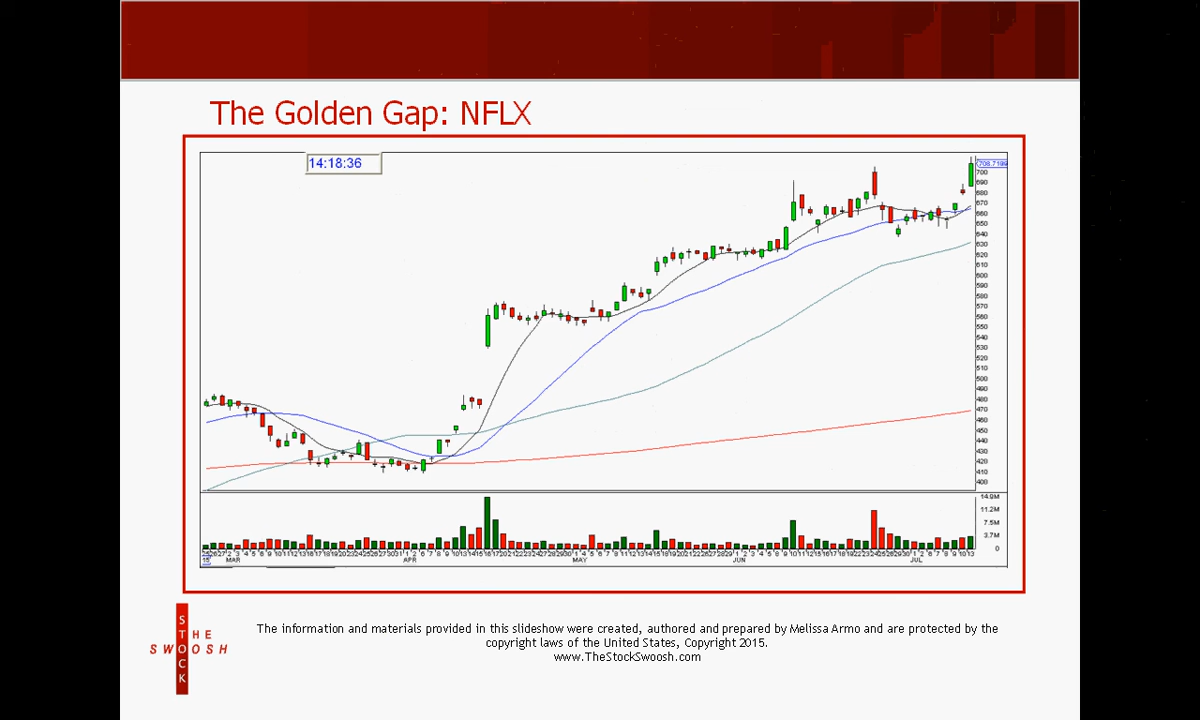 The Golden Gap: NFLX
14:18:36
708.7199
700
690
680
670
660
650
640
630
620
610
600
590
580
570
560
550
540
530
520
510
500
490
480
470
460
450
440
430
420
410
400
14.9M
11.2M
7.5M
3.7M
0
15 MAR APR MAY JUN JUL
S
T THE
SWOOSH
C
K
The information and materials provided in this slideshow were created, authored and prepared by Melissa Armo and are protected by the
copyright laws of the United States, Copyright 2015.
www.TheStockSwoosh.com